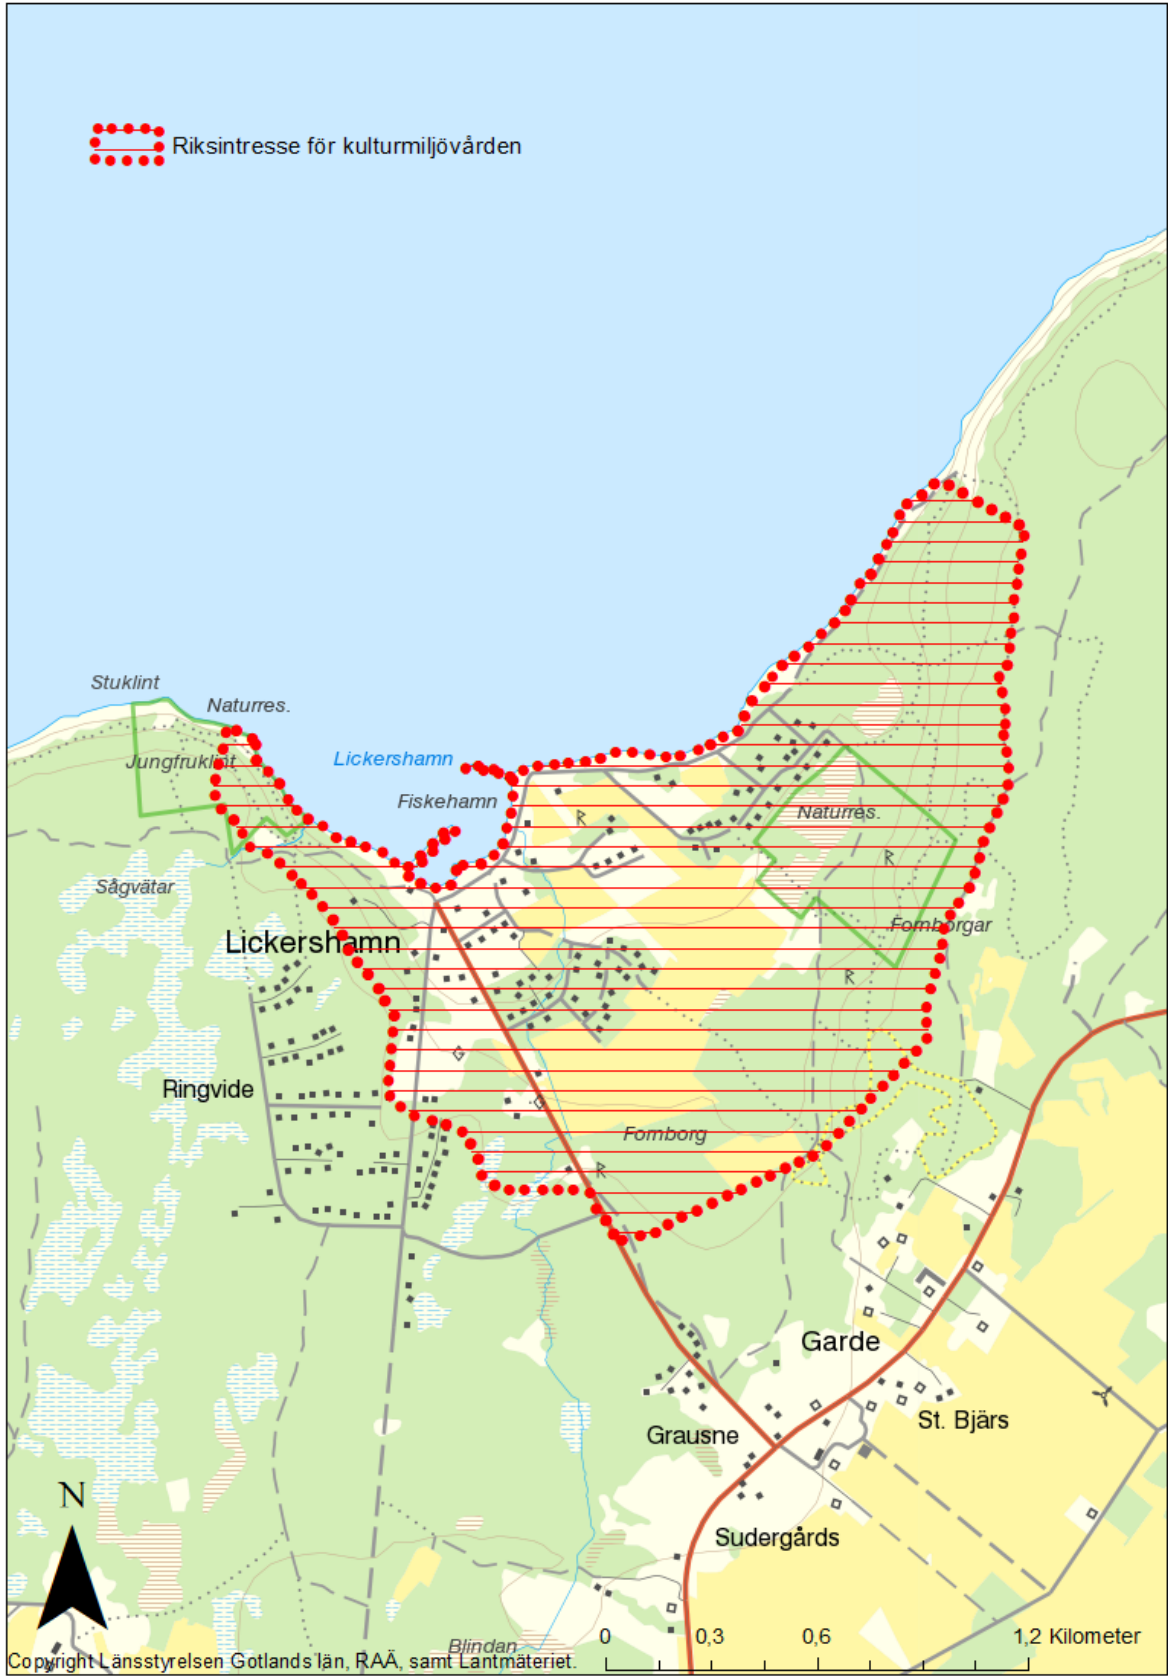 Riksintresse för kulturmiljövården
Stuklint
Naturres.
Jungfruklint
Lickershamn
Fiskehamn
Naturres.
R
R
Sågvätar
Fornborgar
Lickershamn
R
G
Ringvide
G
Fornborg
R
Garde
St. Bjärs
Grausne
N
Sudergårds
0 0,3 0,6 1,2 Kilometer
Blindan
Copyright Länsstyrelsen Gotlands län, RAÄ, samt Lantmäteriet.